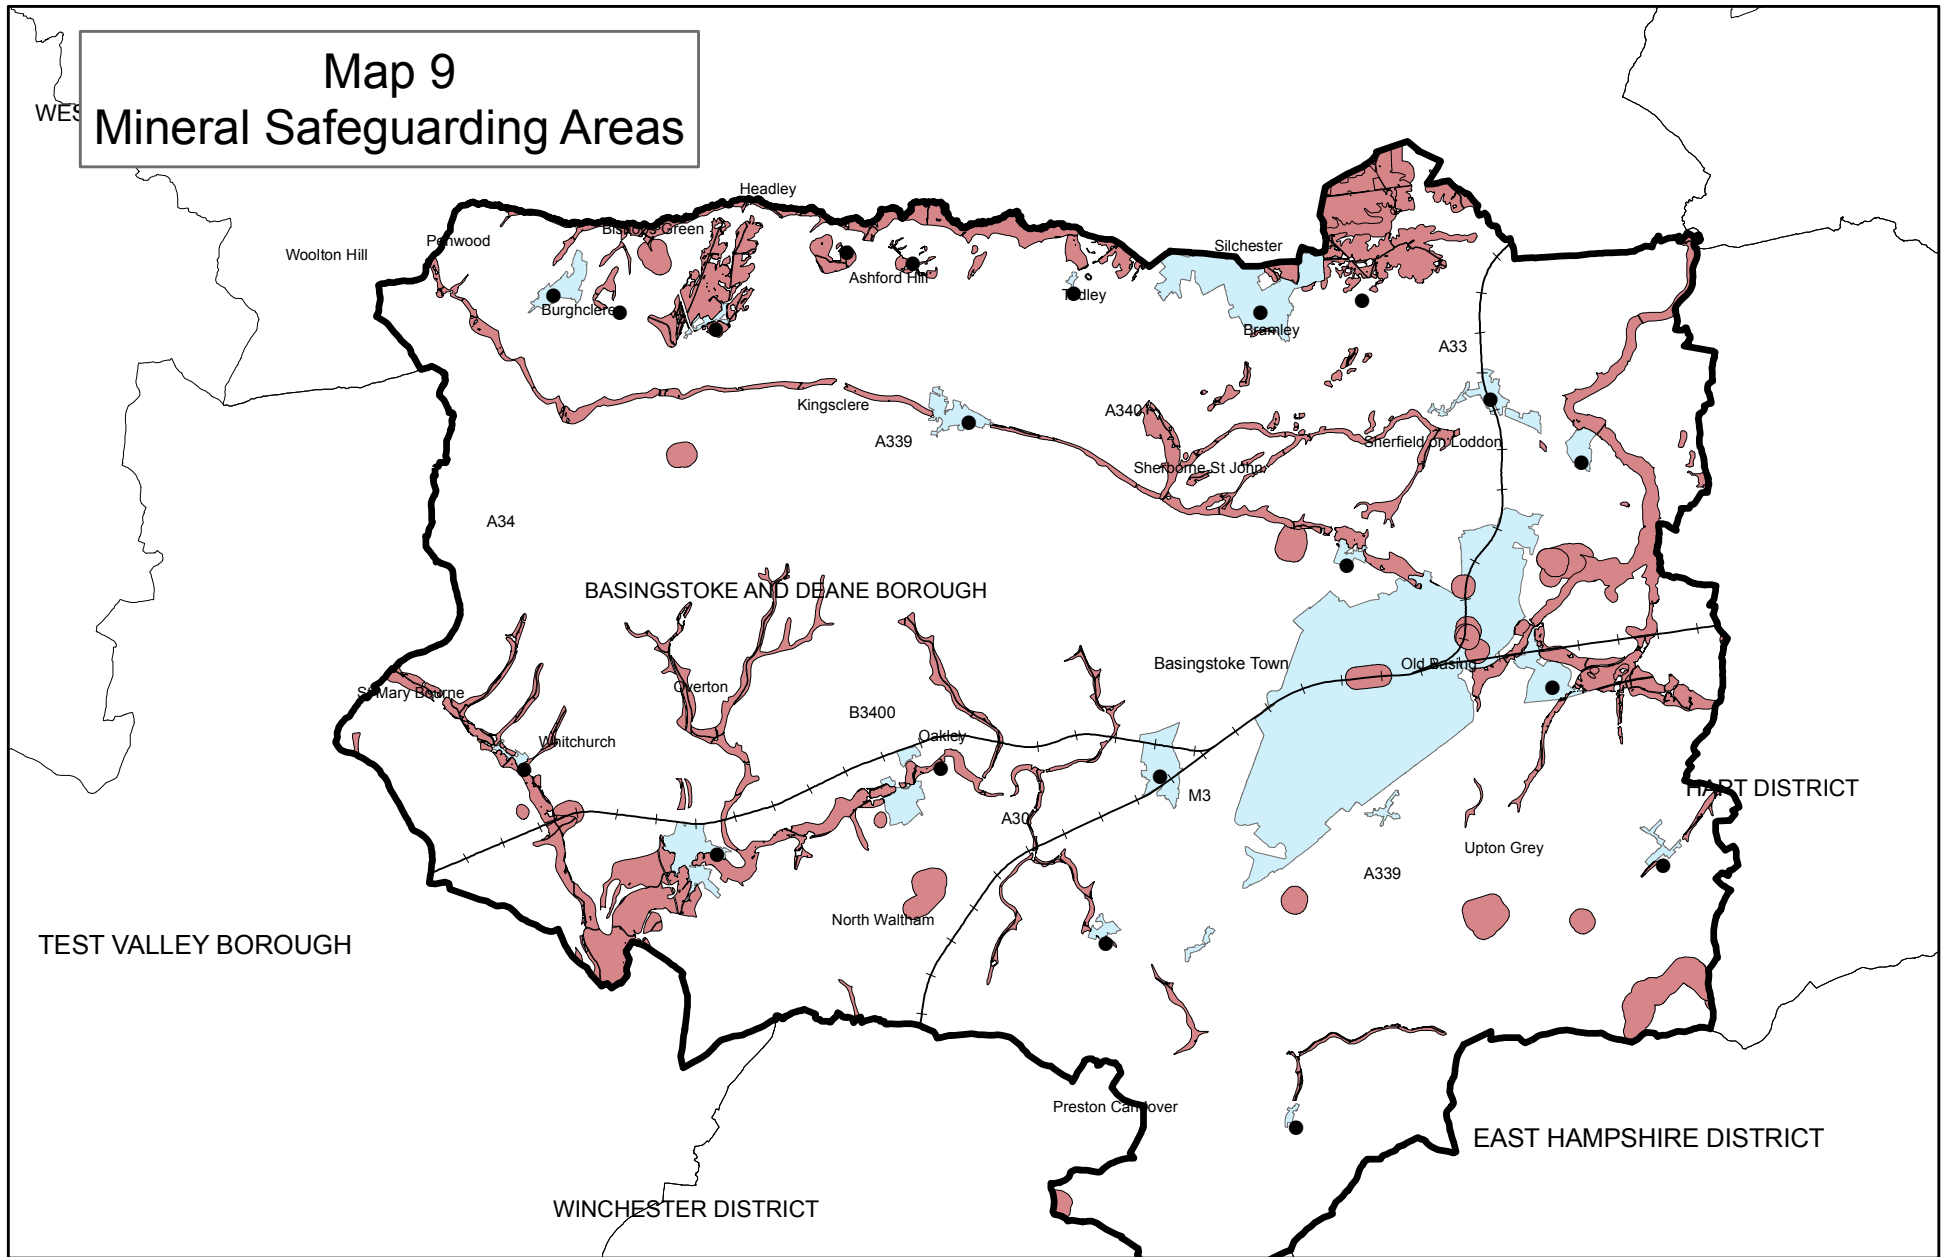 Map 9
Mineral Safeguarding Areas
WES
Headley
Penwood
Bishops Green
Woolton Hill
Silchester
Ashford Hill
Tadley
Burghclere
Bramley
A33
Kingsclere
A340
A339
Sherfield on Loddon
Sherborne St John
A34
BASINGSTOKE AND DEANE BOROUGH
Basingstoke Town
Old Basing
St Mary Bourne
Overton
B3400
Whitchurch
Oakley
M3
HART DISTRICT
A30
Upton Grey
A339
North Waltham
TEST VALLEY BOROUGH
Preston Candover
EAST HAMPSHIRE DISTRICT
WINCHESTER DISTRICT